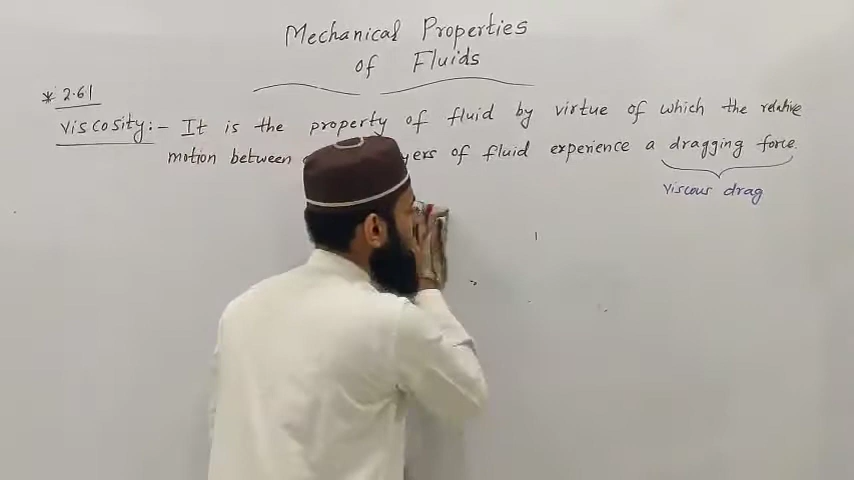 Mechanical Properties
of Fluids
* 2.61
Viscosity:- It is the property of fluid by virtue of which the relative
motion between of fluid experience a dragging force.
Viscous drag